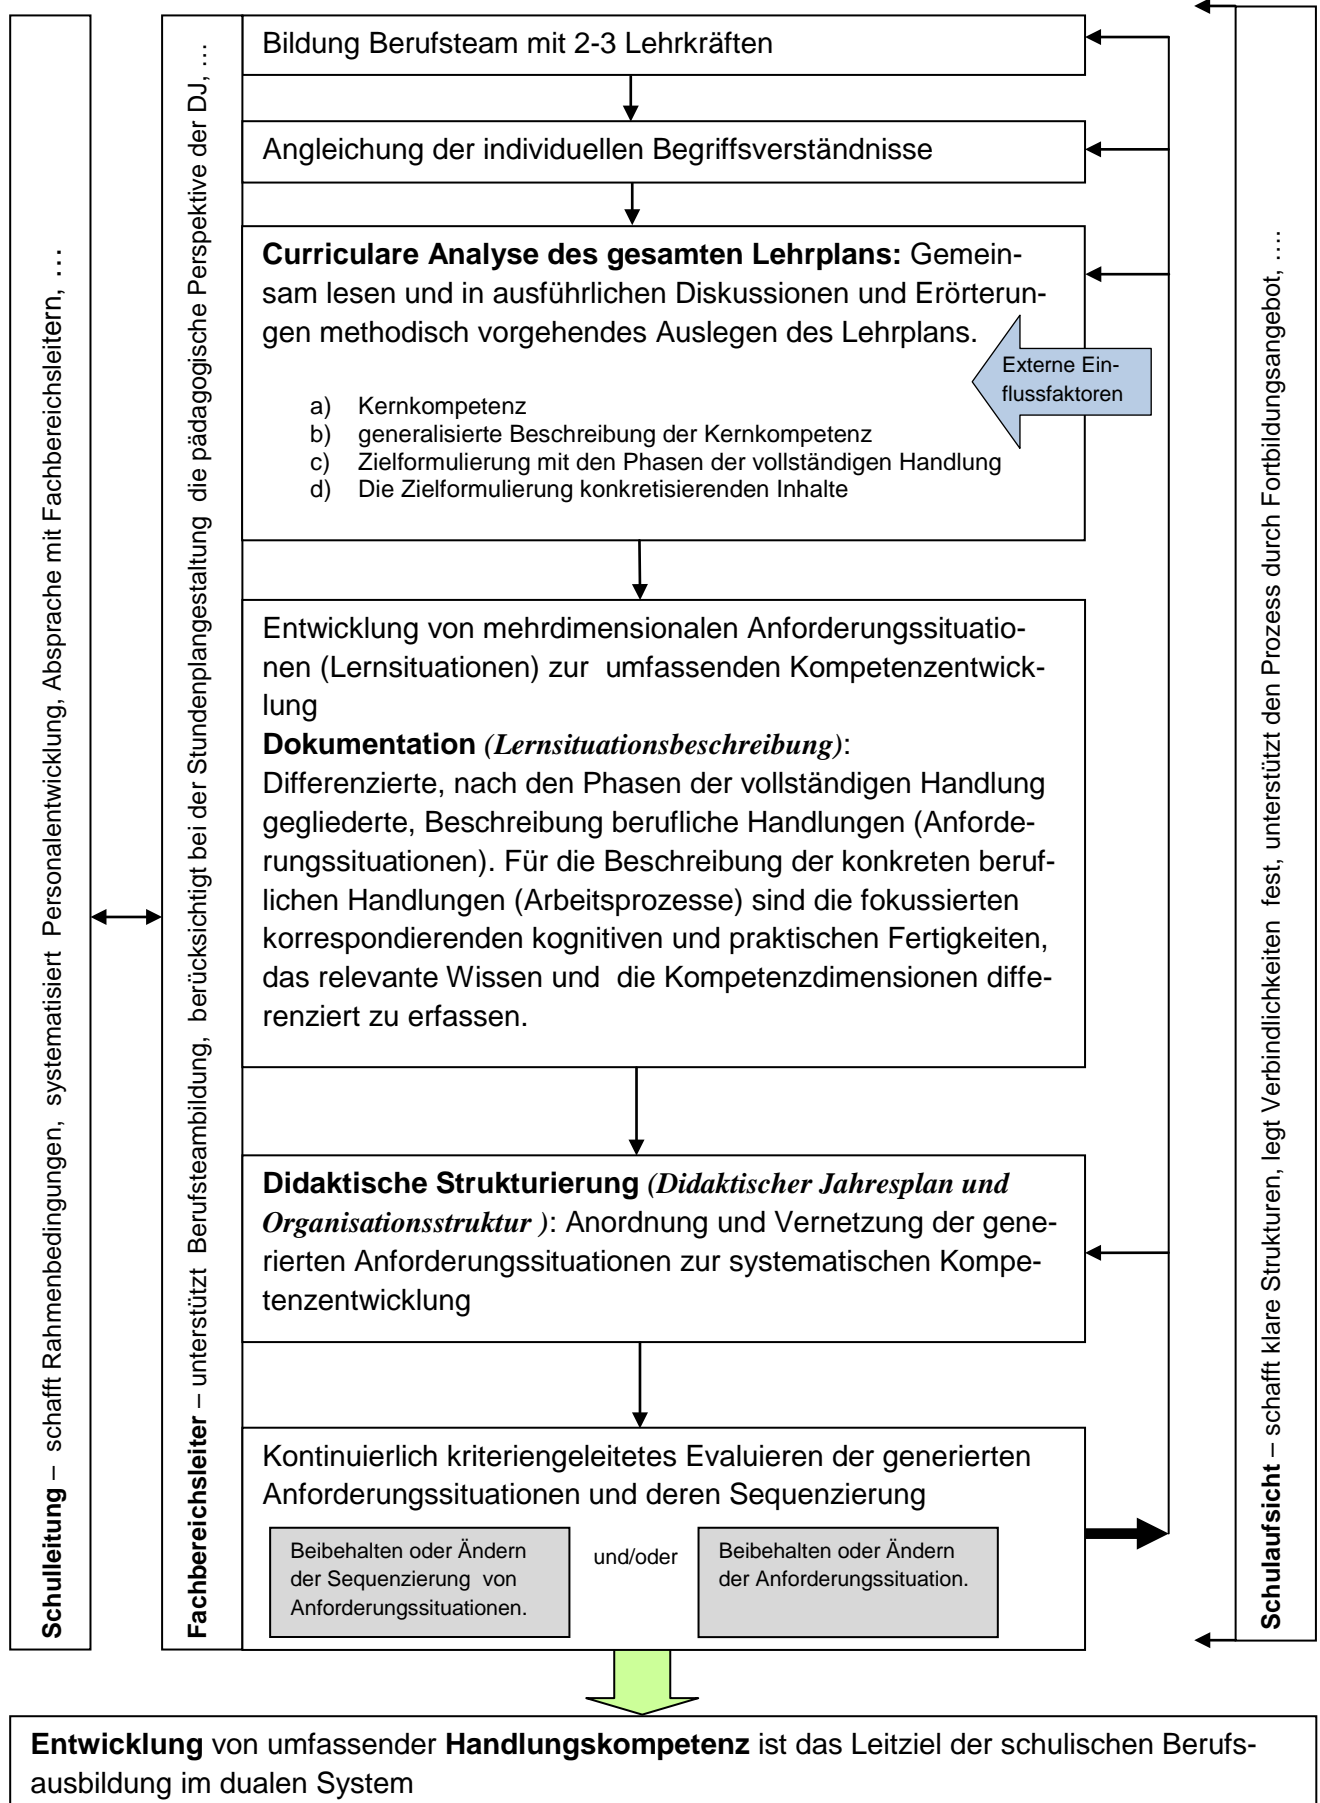 Schulleitung – schafft Rahmenbedingungen, systematisiert Personalentwicklung, Absprache mit Fachbereichsleitern, …
Fachbereichsleiter – unterstützt Berufsteambildung, berücksichtigt bei der Stundenplangestaltung die pädagogische Perspektive der DJ, …
Bildung Berufsteam mit 2-3 Lehrkräften
Angleichung der individuellen Begriffsverständnisse
Curriculare Analyse des gesamten Lehrplans: Gemein-
sam lesen und in ausführlichen Diskussionen und Erörterun-
gen methodisch vorgehendes Auslegen des Lehrplans.
Externe Ein-
flussfaktoren
a) Kernkompetenz
b) generalisierte Beschreibung der Kernkompetenz
c) Zielformulierung mit den Phasen der vollständigen Handlung
d) Die Zielformulierung konkretisierenden Inhalte
Entwicklung von mehrdimensionalen Anforderungssituatio-
nen (Lernsituationen) zur umfassenden Kompetenzentwick-
lung
Dokumentation (Lernsituationsbeschreibung):
Differenzierte, nach den Phasen der vollständigen Handlung
gegliederte, Beschreibung berufliche Handlungen (Anforde-
rungssituationen). Für die Beschreibung der konkreten beruf-
lichen Handlungen (Arbeitsprozesse) sind die fokussierten
korrespondierenden kognitiven und praktischen Fertigkeiten,
das relevante Wissen und die Kompetenzdimensionen diffe-
renziert zu erfassen.
Didaktische Strukturierung (Didaktischer Jahresplan und
Organisationsstruktur ): Anordnung und Vernetzung der gene-
rierten Anforderungssituationen zur systematischen Kompe-
tenzentwicklung
Kontinuierlich kriteriengeleitetes Evaluieren der generierten
Anforderungssituationen und deren Sequenzierung
Beibehalten oder Ändern
der Sequenzierung von
Anforderungssituationen.
und/oder
Beibehalten oder Ändern
der Anforderungssituation.
Schulaufsicht – schafft klare Strukturen, legt Verbindlichkeiten fest, unterstützt den Prozess durch Fortbildungsangebot, ….
Entwicklung von umfassender Handlungskompetenz ist das Leitziel der schulischen Berufs-
ausbildung im dualen System